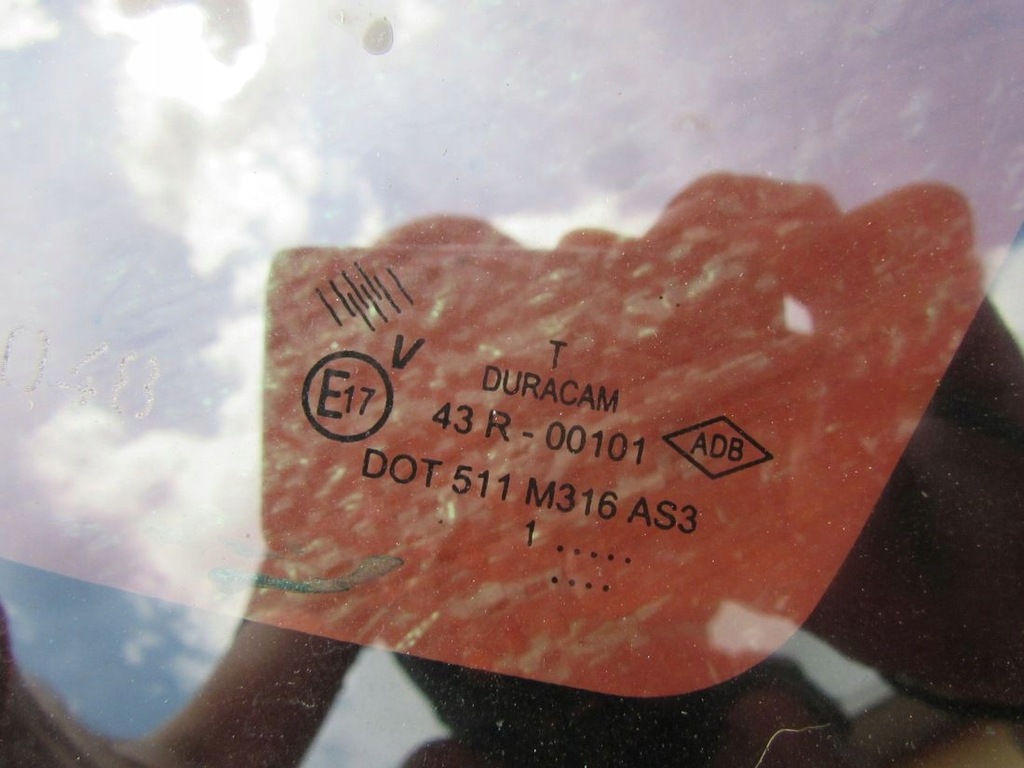 V
T
DURACAM
E17
43 R - 00101
ADB
DOT 511 M316 AS3
1 .....
....